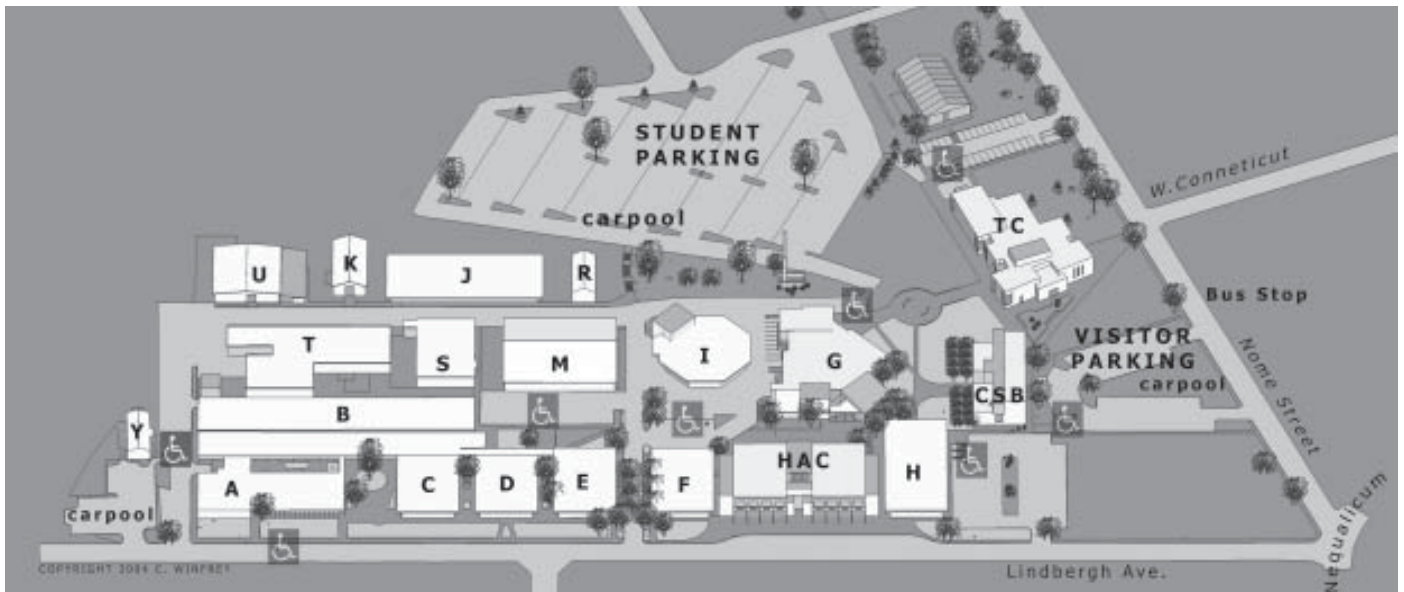 STUDENT
PARKING
W.Conneticut
carpool
TC
U
K
J
R
Bus Stop
VISITOR
PARKING
carpool
Nome Street
T
S
M
I
G
CSB
B
Y
A
C
D
E
F
HAC
H
carpool
Nequalicum
Lindbergh Ave.
COPYRIGHT 2004 C. WINFREY